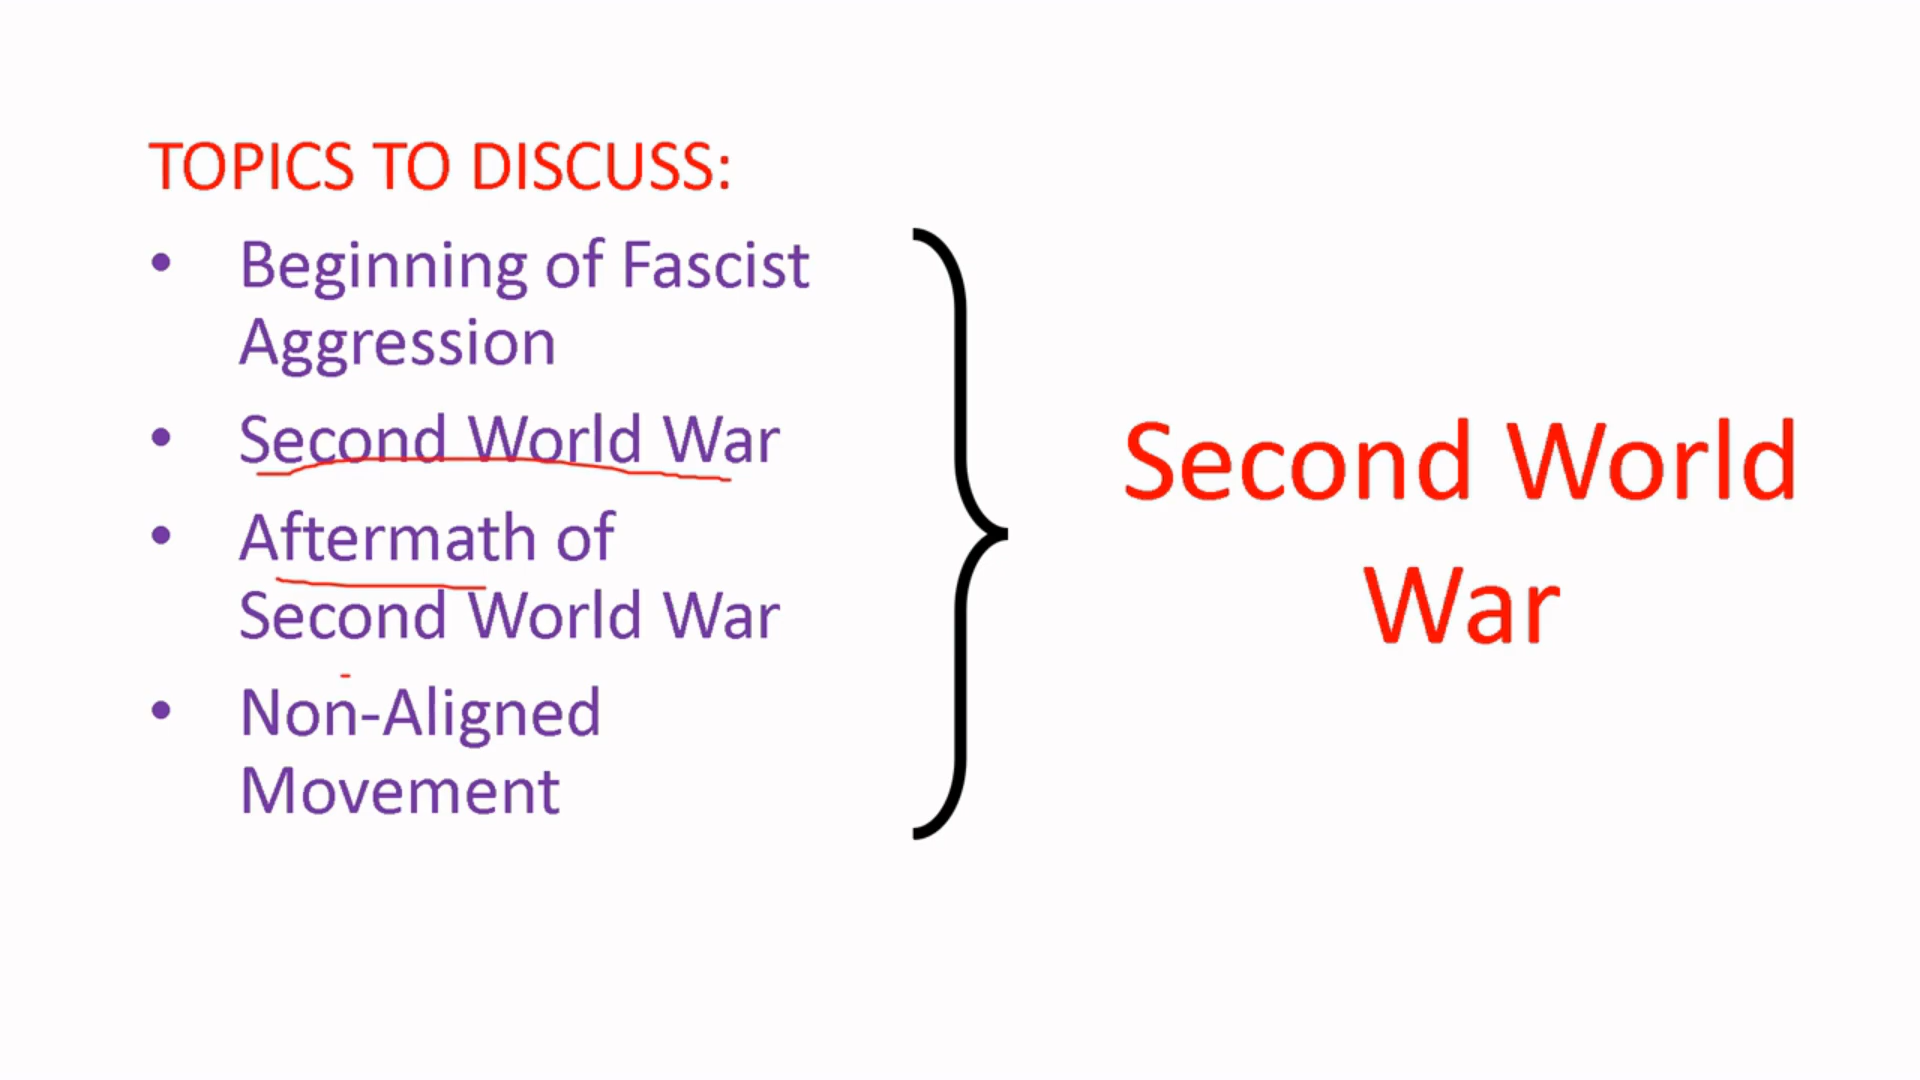 TOPICS TO DISCUSS:
• Beginning of Fascist
Aggression
• Second World War
• Aftermath of
Second World War
• Non-Aligned
Movement
Second World
War